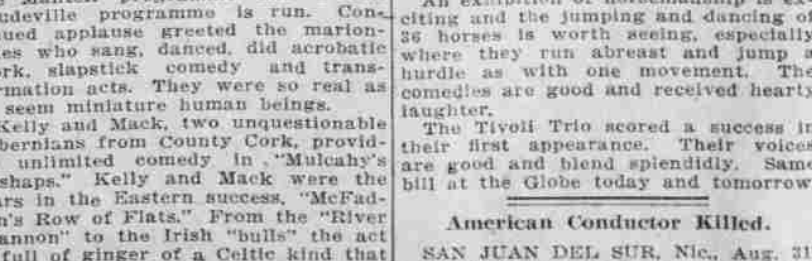 udeville programme is run. Con-
ued applause greeted the marion-
es who sang, danced, did acrobatic
rk, slapstick comedy and trans-
rmation acts. They were so real as
seem miniature human beings.
Kelly and Mack, two unquestionable
bernians from County Cork, provid-
unlimited comedy in "Mulcahy's
shaps." Kelly and Mack were the
rs in the Eastern success, "McFad-
n's Row of Flats." From the "River
annon" to the Irish "bulls" the act
full of ginger of a Celtic kind that
An exhibition of horsemanship is ex-
citing and the jumping and dancing of
36 horses is worth seeing, especially
where they run abreast and jump a
hurdle as with one movement. The
comedies are good and received hearty
laughter.
The Tivoli Trio scored a success in
their first appearance. Their voices
are good and blend splendidly. Same
bill at the Globe today and tomorrow
American Conductor Killed.
SAN JUAN DEL SUR, Nic., Aug. 31